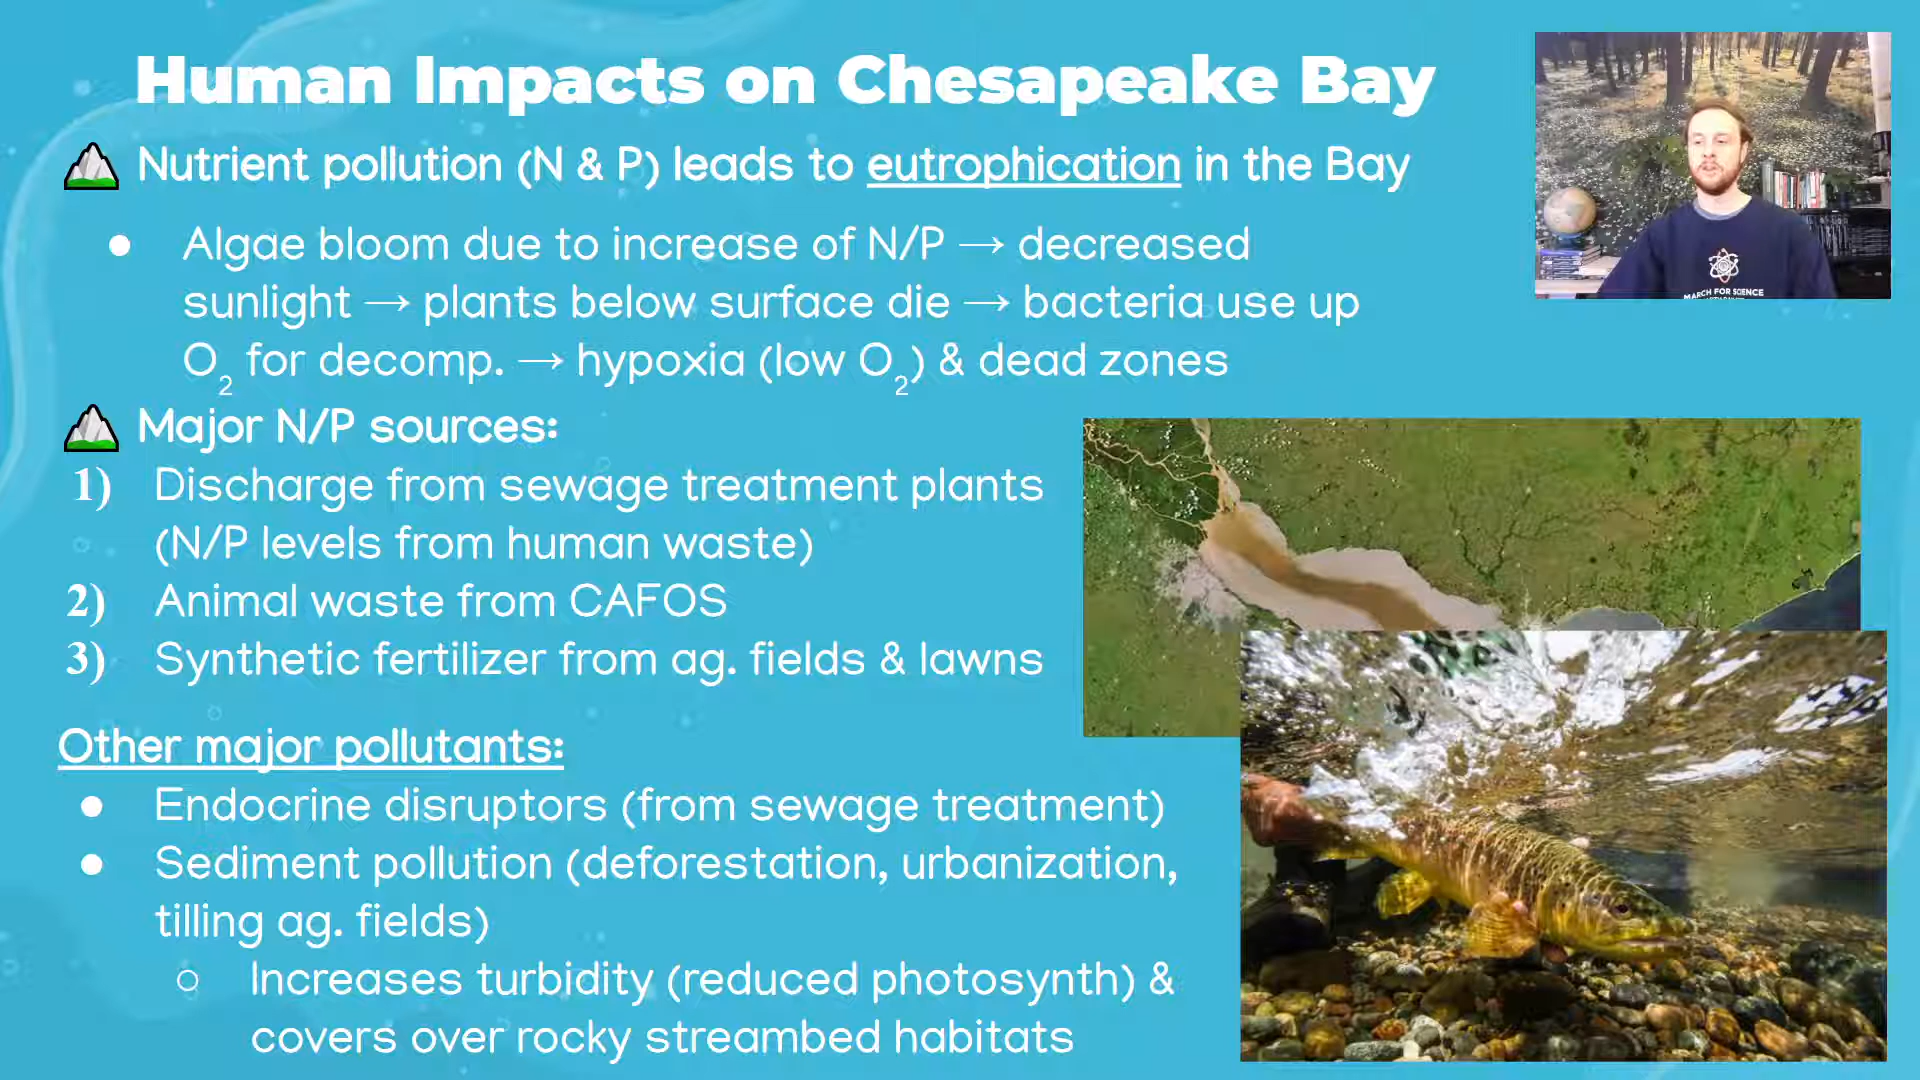 Human Impacts on Chesapeake Bay
Nutrient pollution (N & P) leads to eutrophication in the Bay
● Algae bloom due to increase of N/P → decreased
sunlight → plants below surface die → bacteria use up
O2 for decomp. → hypoxia (low O2) & dead zones
Major N/P sources:
1) Discharge from sewage treatment plants
(N/P levels from human waste)
2) Animal waste from CAFOS
3) Synthetic fertilizer from ag. fields & lawns
Other major pollutants:
● Endocrine disruptors (from sewage treatment)
● Sediment pollution (deforestation, urbanization,
tilling ag. fields)
○ Increases turbidity (reduced photosynth) &
covers over rocky streambed habitats
MARCH FOR SCIENCE